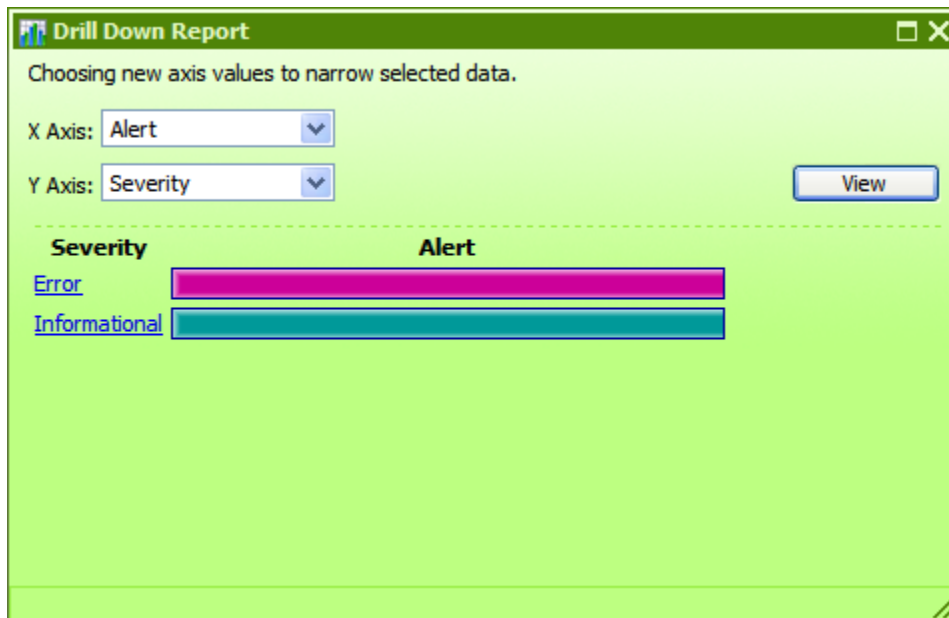 Drill Down Report
Choosing new axis values to narrow selected data.
X Axis: Alert
Y Axis: Severity View
Severity Alert
Error
Informational